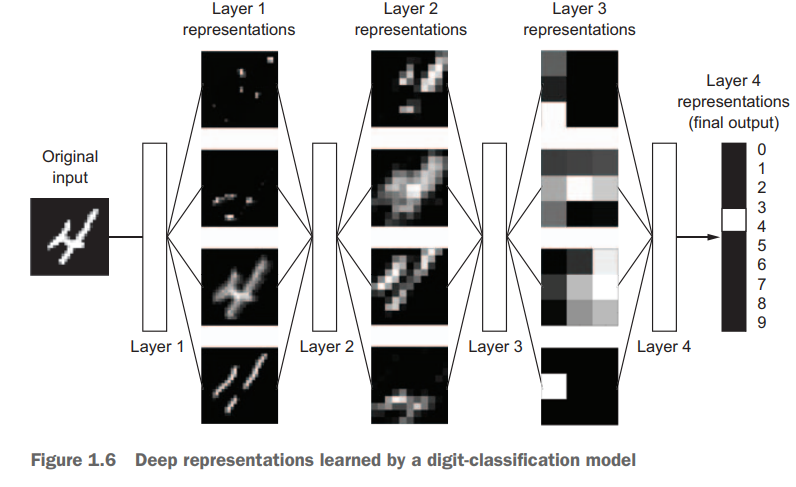 Layer 1
representations
Layer 2
representations
Layer 3
representations
Layer 4
representations
(final output)
Original
input
0
1
2
3
4
5
6
7
8
9
Layer 1
Layer 2
Layer 3
Layer 4
Figure 1.6 Deep representations learned by a digit-classification model